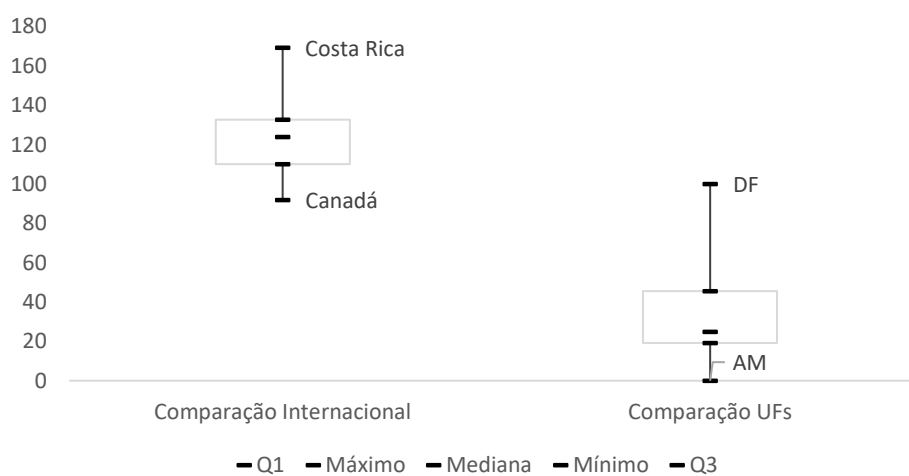 180
160
140
120
100
80
60
40
20
0
Costa Rica
Canadá
DF
AM
Comparação Internacional
Comparação UFs
Q1 Máximo Mediana Mínimo Q3